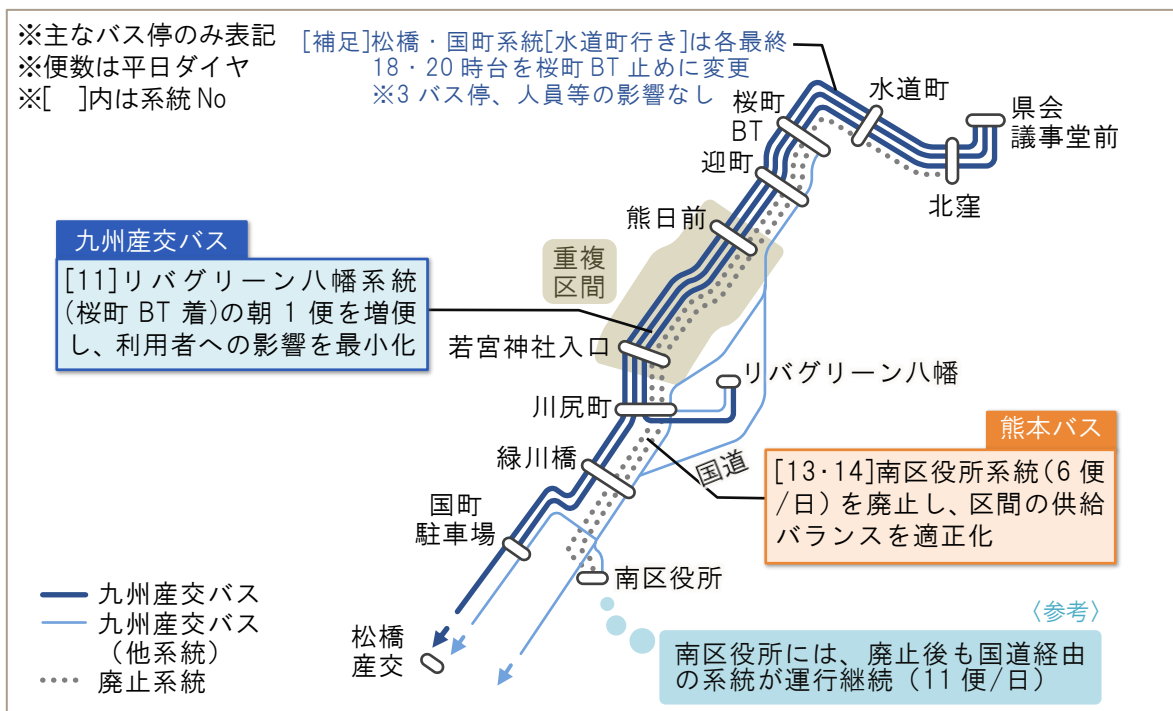 ※主なバス停のみ表記
※便数は平日ダイヤ
※[　]内は系統 No
[補足]松橋・国町系統[水道町行き]は各最終
18・20 時台を桜町 BT 止めに変更
※3 バス停、人員等の影響なし
水道町
県会
議事堂前
桜町
BT
迎町
北窪
熊日前
九州産交バス
[11]リバグリーン八幡系統
(桜町 BT 着)の朝 1 便を増便
し、利用者への影響を最小化
重複
区間
若宮神社入口
リバグリーン八幡
川尻町
熊本バス
[13・14]南区役所系統(6 便
/日)を廃止し、区間の供給
バランスを適正化
緑川橋
国道
国町
駐車場
南区役所
九州産交バス
九州産交バス
(他系統)
廃止系統
松橋
産交
〈参考〉
南区役所には、廃止後も国道経由
の系統が運行継続（11 便/日）